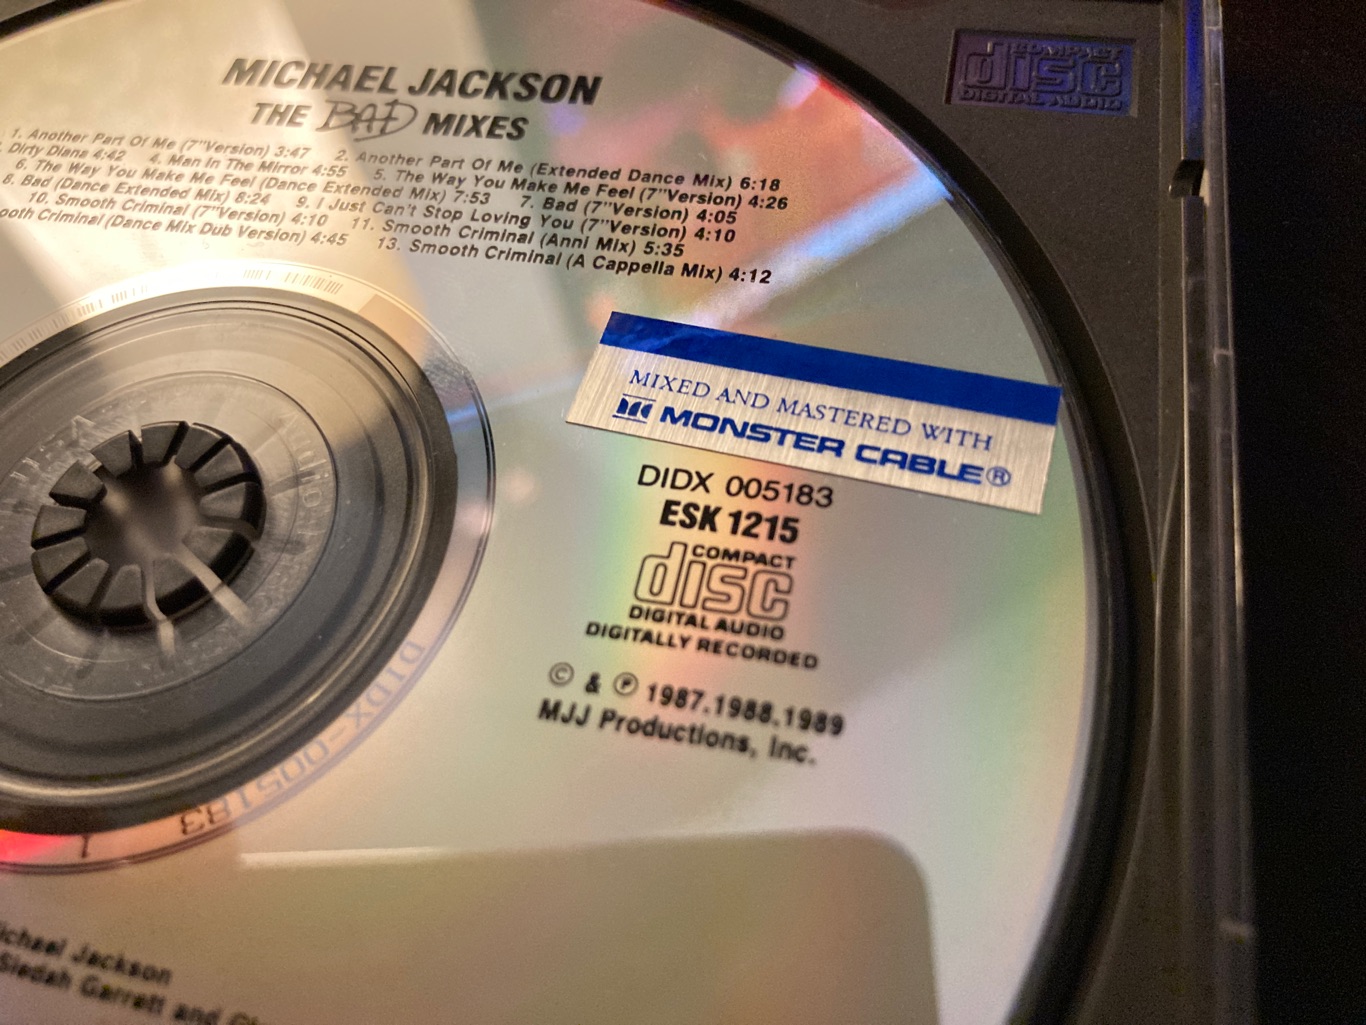 MICHAEL JACKSON
THE BAD MIXES
1. Another Part Of Me (7"Version) 3:47 2. Another Part Of Me (Extended Dance Mix) 6:18
Dirty Diana 4:42 4. Man In The Mirror 4:55 5. The Way You Make Me Feel (7"Version) 4:26
6. The Way You Make Me Feel (Dance Extended Mix) 7:53 7. Bad (7"Version) 4:05
8. Bad (Dance Extended Mix) 8:24 9. I Just Can't Stop Loving You (7"Version) 4:10
10. Smooth Criminal (7"Version) 4:10 11. Smooth Criminal (Anni Mix) 5:35
ooth Criminal (Dance Mix Dub Version) 4:45 13. Smooth Criminal (A Cappella Mix) 4:12
COMPACT
disc
DIGITAL AUDIO
MIXED AND MASTERED WITH
MONSTER CABLE®
DIDX 005183
ESK 1215
COMPACT
disc
DIGITAL AUDIO
DIGITALLY RECORDED
© & ℗ 1987.1988.1989
MJJ Productions, Inc.
DIDX-005183
1
ichael Jackson
Siedah Garrett and